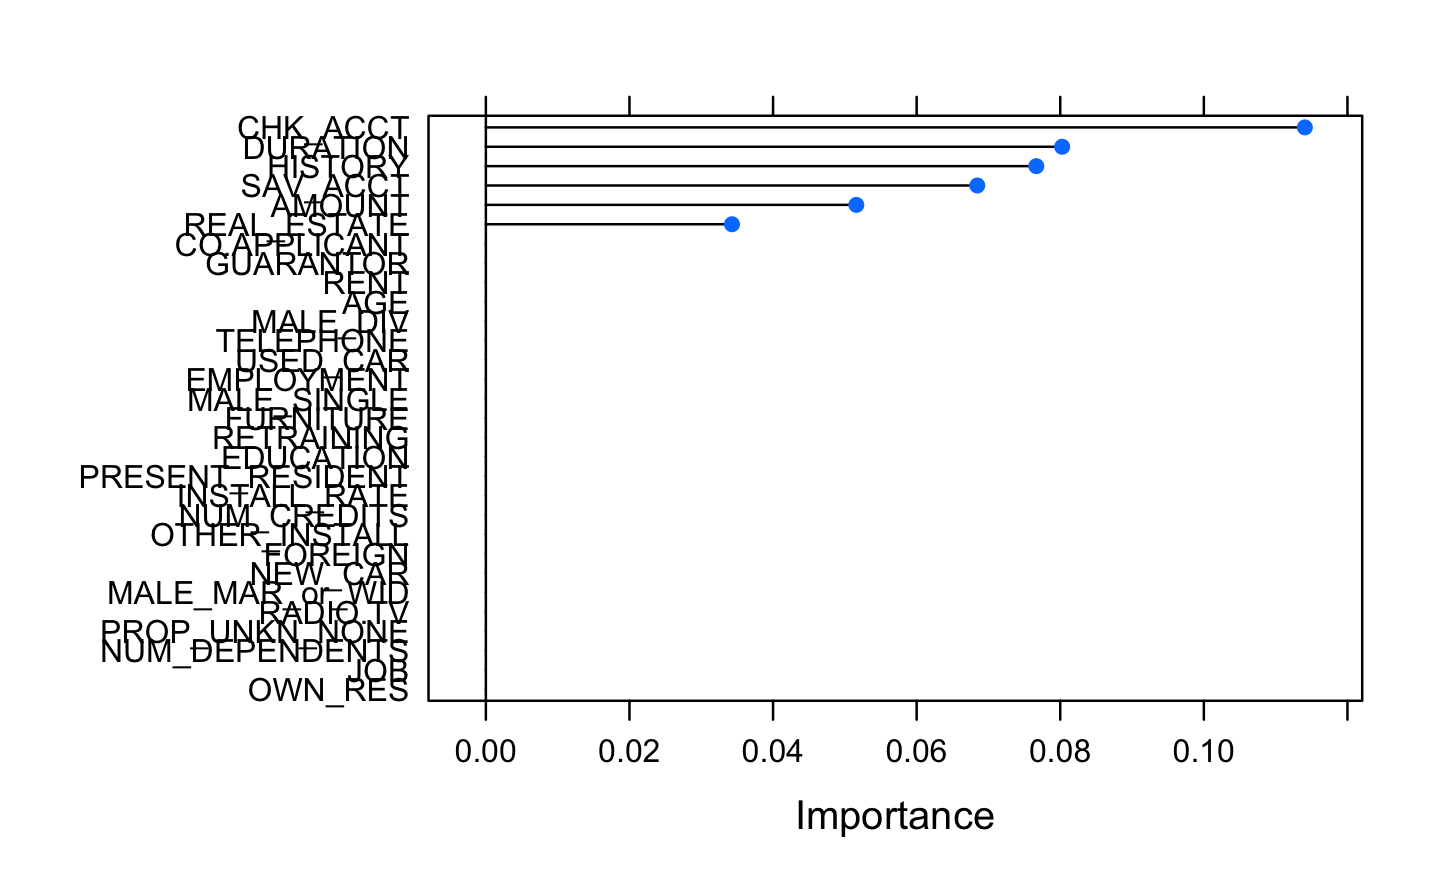 CHK_ACCT
DURATION
HISTORY
SAV_ACCT
AMOUNT
REAL_ESTATE
CO.APPLICANT
GUARANTOR
RENT
AGE
MALE_DIV
TELEPHONE
USED_CAR
EMPLOYMENT
MALE_SINGLE
FURNITURE
RETRAINING
EDUCATION
PRESENT_RESIDENT
INSTALL_RATE
NUM_CREDITS
OTHER_INSTALL
FOREIGN
NEW_CAR
MALE_MAR_or_WID
RADIO.TV
PROP_UNKN_NONE
NUM_DEPENDENTS
JOB
OWN_RES
0.00 0.02 0.04 0.06 0.08 0.10
Importance